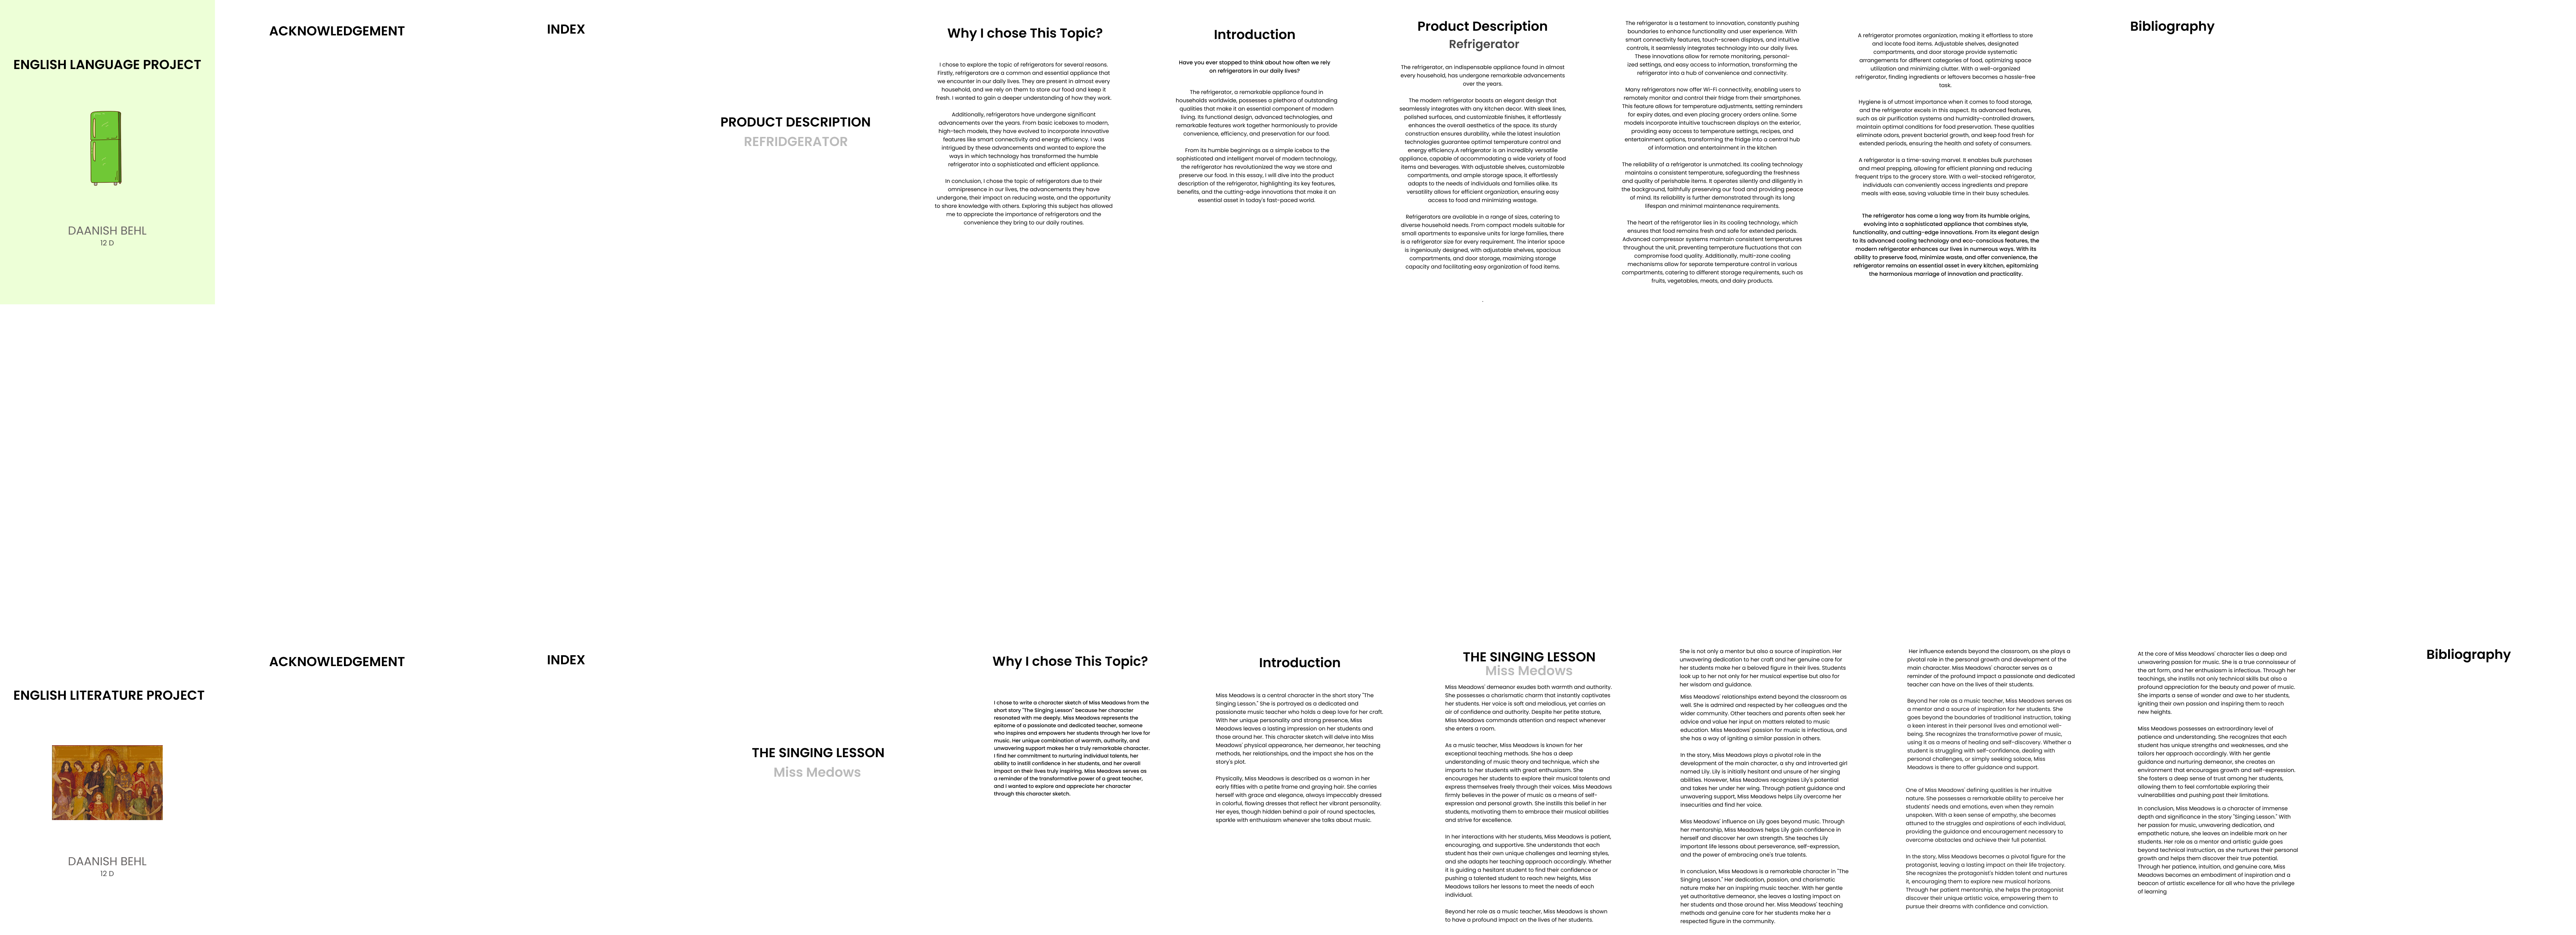 ENGLISH LANGUAGE PROJECT
DAANISH BEHL
12 D
ACKNOWLEDGEMENT
INDEX
PRODUCT DESCRIPTION
REFRIDGERATOR
Why I chose This Topic?
I chose to explore the topic of refrigerators for several reasons.
Firstly, refrigerators are a common and essential appliance that
we encounter in our daily lives. They are present in almost every
household, and we rely on them to store our food and keep it
fresh. I wanted to gain a deeper understanding of how they work.
Additionally, refrigerators have undergone significant
advancements over the years. From basic iceboxes to modern,
high-tech models, they have evolved to incorporate innovative
features like smart connectivity and energy efficiency. I was
intrigued by these advancements and wanted to explore the
ways in which technology has transformed the humble
refrigerator into a sophisticated and efficient appliance.
In conclusion, I chose the topic of refrigerators due to their
omnipresence in our lives, the advancements they have
undergone, their impact on reducing waste, and the opportunity
to share knowledge with others. Exploring this subject has allowed
me to appreciate the importance of refrigerators and the
convenience they bring to our daily routines.
Introduction
Have you ever stopped to think about how often we rely
on refrigerators in our daily lives?
The refrigerator, a remarkable appliance found in
households worldwide, possesses a plethora of outstanding
qualities that make it an essential component of modern
living. Its functional design, advanced technologies, and
remarkable features work together harmoniously to provide
convenience, efficiency, and preservation for our food.
From its humble beginnings as a simple icebox to the
sophisticated and intelligent marvel of modern technology,
the refrigerator has revolutionized the way we store and
preserve our food. In this essay, I will dive into the product
description of the refrigerator, highlighting its key features,
benefits, and the cutting-edge innovations that make it an
essential asset in today's fast-paced world.
Product Description
Refrigerator
The refrigerator, an indispensable appliance found in almost
every household, has undergone remarkable advancements
over the years.
The modern refrigerator boasts an elegant design that
seamlessly integrates with any kitchen decor. With sleek lines,
polished surfaces, and customizable finishes, it effortlessly
enhances the overall aesthetics of the space. Its sturdy
construction ensures durability, while the latest insulation
technologies guarantee optimal temperature control and
energy efficiency.A refrigerator is an incredibly versatile
appliance, capable of accommodating a wide variety of food
items and beverages. With adjustable shelves, customizable
compartments, and ample storage space, it effortlessly
adapts to the needs of individuals and families alike. Its
versatility allows for efficient organization, ensuring easy
access to food and minimizing wastage.
Refrigerators are available in a range of sizes, catering to
diverse household needs. From compact models suitable for
small apartments to expansive units for large families, there
is a refrigerator size for every requirement. The interior space
is ingeniously designed, with adjustable shelves, spacious
compartments, and door storage, maximizing storage
capacity and facilitating easy organization of food items.
The refrigerator is a testament to innovation, constantly pushing
boundaries to enhance functionality and user experience. With
smart connectivity features, touch-screen displays, and intuitive
controls, it seamlessly integrates technology into our daily lives.
These innovations allow for remote monitoring, personal-
ized settings, and easy access to information, transforming the
refrigerator into a hub of convenience and connectivity.
Many refrigerators now offer Wi-Fi connectivity, enabling users to
remotely monitor and control their fridge from their smartphones.
This feature allows for temperature adjustments, setting reminders
for expiry dates, and even placing grocery orders online. Some
models incorporate intuitive touchscreen displays on the exterior,
providing easy access to temperature settings, recipes, and
entertainment options, transforming the fridge into a central hub
of information and entertainment in the kitchen
The reliability of a refrigerator is unmatched. Its cooling technology
maintains a consistent temperature, safeguarding the freshness
and quality of perishable items. It operates silently and diligently in
the background, faithfully preserving our food and providing peace
of mind. Its reliability is further demonstrated through its long
lifespan and minimal maintenance requirements.
The heart of the refrigerator lies in its cooling technology, which
ensures that food remains fresh and safe for extended periods.
Advanced compressor systems maintain consistent temperatures
throughout the unit, preventing temperature fluctuations that can
compromise food quality. Additionally, multi-zone cooling
mechanisms allow for separate temperature control in various
compartments, catering to different storage requirements, such as
fruits, vegetables, meats, and dairy products.
A refrigerator promotes organization, making it effortless to store
and locate food items. Adjustable shelves, designated
compartments, and door storage provide systematic
arrangements for different categories of food, optimizing space
utilization and minimizing clutter. With a well-organized
refrigerator, finding ingredients or leftovers becomes a hassle-free
task.
Hygiene is of utmost importance when it comes to food storage,
and the refrigerator excels in this aspect. Its advanced features,
such as air purification systems and humidity-controlled drawers,
maintain optimal conditions for food preservation. These qualities
eliminate odors, prevent bacterial growth, and keep food fresh for
extended periods, ensuring the health and safety of consumers.
A refrigerator is a time-saving marvel. It enables bulk purchases
and meal prepping, allowing for efficient planning and reducing
frequent trips to the grocery store. With a well-stocked refrigerator,
individuals can conveniently access ingredients and prepare
meals with ease, saving valuable time in their busy schedules.
The refrigerator has come a long way from its humble origins,
evolving into a sophisticated appliance that combines style,
functionality, and cutting-edge innovations. From its elegant design
to its advanced cooling technology and eco-conscious features, the
modern refrigerator enhances our lives in numerous ways. With its
ability to preserve food, minimize waste, and offer convenience, the
refrigerator remains an essential asset in every kitchen, epitomizing
the harmonious marriage of innovation and practicality.
Bibliography
ENGLISH LITERATURE PROJECT
DAANISH BEHL
12 D
ACKNOWLEDGEMENT
INDEX
THE SINGING LESSON
Miss Medows
Why I chose This Topic?
I chose to write a character sketch of Miss Meadows from the
short story "The Singing Lesson" because her character
resonated with me deeply. Miss Meadows represents the
epitome of a passionate and dedicated teacher, someone
who inspires and empowers her students through her love for
music. Her unique combination of warmth, authority, and
unwavering support makes her a truly remarkable character.
I find her commitment to nurturing individual talents, her
ability to instill confidence in her students, and her overall
impact on their lives truly inspiring. Miss Meadows serves as
a reminder of the transformative power of a great teacher,
and I wanted to explore and appreciate her character
through this character sketch.
Introduction
Miss Meadows is a central character in the short story "The
Singing Lesson." She is portrayed as a dedicated and
passionate music teacher who holds a deep love for her craft.
With her unique personality and strong presence, Miss
Meadows leaves a lasting impression on her students and
those around her. This character sketch will delve into Miss
Meadows' physical appearance, her demeanor, her teaching
methods, her relationships, and the impact she has on the
story's plot.
Physically, Miss Meadows is described as a woman in her
early fifties with a petite frame and graying hair. She carries
herself with grace and elegance, always impeccably dressed
in colorful, flowing dresses that reflect her vibrant personality.
Her eyes, though hidden behind a pair of round spectacles,
sparkle with enthusiasm whenever she talks about music.
THE SINGING LESSON
Miss Medows
Miss Meadows' demeanor exudes both warmth and authority.
She possesses a charismatic charm that instantly captivates
her students. Her voice is soft and melodious, yet carries an
air of confidence and authority. Despite her petite stature,
Miss Meadows commands attention and respect whenever
she enters a room.
As a music teacher, Miss Meadows is known for her
exceptional teaching methods. She has a deep
understanding of music theory and technique, which she
imparts to her students with great enthusiasm. She
encourages her students to explore their musical talents and
express themselves freely through their voices. Miss Meadows
firmly believes in the power of music as a means of self-
expression and personal growth. She instills this belief in her
students, motivating them to embrace their musical abilities
and strive for excellence.
In her interactions with her students, Miss Meadows is patient,
encouraging, and supportive. She understands that each
student has their own unique challenges and learning styles,
and she adapts her teaching approach accordingly. Whether
it is guiding a hesitant student to find their confidence or
pushing a talented student to reach new heights, Miss
Meadows tailors her lessons to meet the needs of each
individual.
Beyond her role as a music teacher, Miss Meadows is shown
to have a profound impact on the lives of her students.
She is not only a mentor but also a source of inspiration. Her
unwavering dedication to her craft and her genuine care for
her students make her a beloved figure in their lives. Students
look up to her not only for her musical expertise but also for
her wisdom and guidance.
Miss Meadows' relationships extend beyond the classroom as
well. She is admired and respected by her colleagues and the
wider community. Other teachers and parents often seek her
advice and value her input on matters related to music
education. Miss Meadows' passion for music is infectious, and
she has a way of igniting a similar passion in others.
In the story, Miss Meadows plays a pivotal role in the
development of the main character, a shy and introverted girl
named Lily. Lily is initially hesitant and unsure of her singing
abilities. However, Miss Meadows recognizes Lily's potential
and takes her under her wing. Through patient guidance and
unwavering support, Miss Meadows helps Lily overcome her
insecurities and find her voice.
Miss Meadows' influence on Lily goes beyond music. Through
her mentorship, Miss Meadows helps Lily gain confidence in
herself and discover her own strength. She teaches Lily
important life lessons about perseverance, self-expression,
and the power of embracing one's true talents.
In conclusion, Miss Meadows is a remarkable character in "The
Singing Lesson." Her dedication, passion, and charismatic
nature make her an inspiring music teacher. With her gentle
yet authoritative demeanor, she leaves a lasting impact on
her students and those around her. Miss Meadows' teaching
methods and genuine care for her students make her a
respected figure in the community.
Her Influence extends beyond the classroom, as she plays a
pivotal role in the personal growth and development of the
main character. Miss Meadows' character serves as a
reminder of the profound impact a passionate and dedicated
teacher can have on the lives of their students.
Beyond her role as a music teacher, Miss Meadows serves as
a mentor and a source of inspiration for her students. She
goes beyond the boundaries of traditional instruction, taking
a keen interest in their personal lives and emotional well-
being. She recognizes the transformative power of music,
using it as a means of healing and self-discovery. Whether a
student is struggling with self-confidence, dealing with
personal challenges, or simply seeking solace, Miss
Meadows is there to offer guidance and support.
One of Miss Meadows' defining qualities is her intuitive
nature. She possesses a remarkable ability to perceive her
students' needs and emotions, even when they remain
unspoken. With a keen sense of empathy, she becomes
attuned to the struggles and aspirations of each individual,
providing the guidance and encouragement necessary to
overcome obstacles and achieve their full potential.
In the story, Miss Meadows becomes a pivotal figure for the
protagonist, leaving a lasting impact on their life trajectory.
She recognizes the protagonist's hidden talent and nurtures
it, encouraging them to explore new musical horizons.
Through her patient mentorship, she helps the protagonist
discover their unique artistic voice, empowering them to
pursue their dreams with confidence and conviction.
At the core of Miss Meadows' character lies a deep and
unwavering passion for music. She is a true connoisseur of
the art form, and her enthusiasm is infectious. Through her
teachings, she instills not only technical skills but also a
profound appreciation for the beauty and power of music.
She imparts a sense of wonder and awe to her students,
igniting their own passion and inspiring them to reach
new heights.
Miss Meadows possesses an extraordinary level of
patience and understanding. She recognizes that each
student has unique strengths and weaknesses, and she
tailors her approach accordingly. With her gentle
guidance and nurturing demeanor, she creates an
environment that encourages growth and self-expression.
She fosters a deep sense of trust among her students,
allowing them to feel comfortable exploring their
vulnerabilities and pushing past their limitations.
In conclusion, Miss Meadows is a character of immense
depth and significance in the story "Singing Lesson." With
her passion for music, unwavering dedication, and
empathetic nature, she leaves an indelible mark on her
students. Her role as a mentor and artistic guide goes
beyond technical instruction, as she nurtures their personal
growth and helps them discover their true potential.
Through her patience, intuition, and genuine care, Miss
Meadows becomes an embodiment of inspiration and a
beacon of artistic excellence for all who have the privilege
of learning
Bibliography